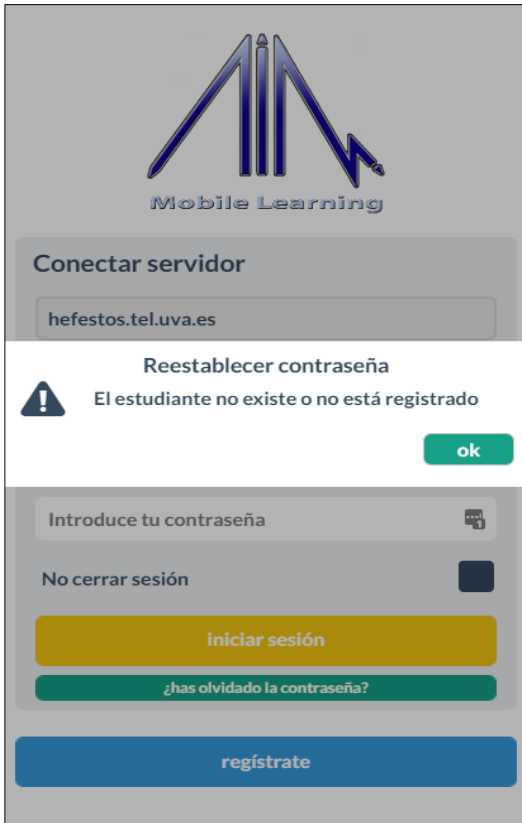 Mobile Learning
Conectar servidor
hefestos.tel.uva.es
Reestablecer contraseña
El estudiante no existe o no está registrado
ok
Introduce tu contraseña
No cerrar sesión
iniciar sesión
¿has olvidado la contraseña?
regístrate